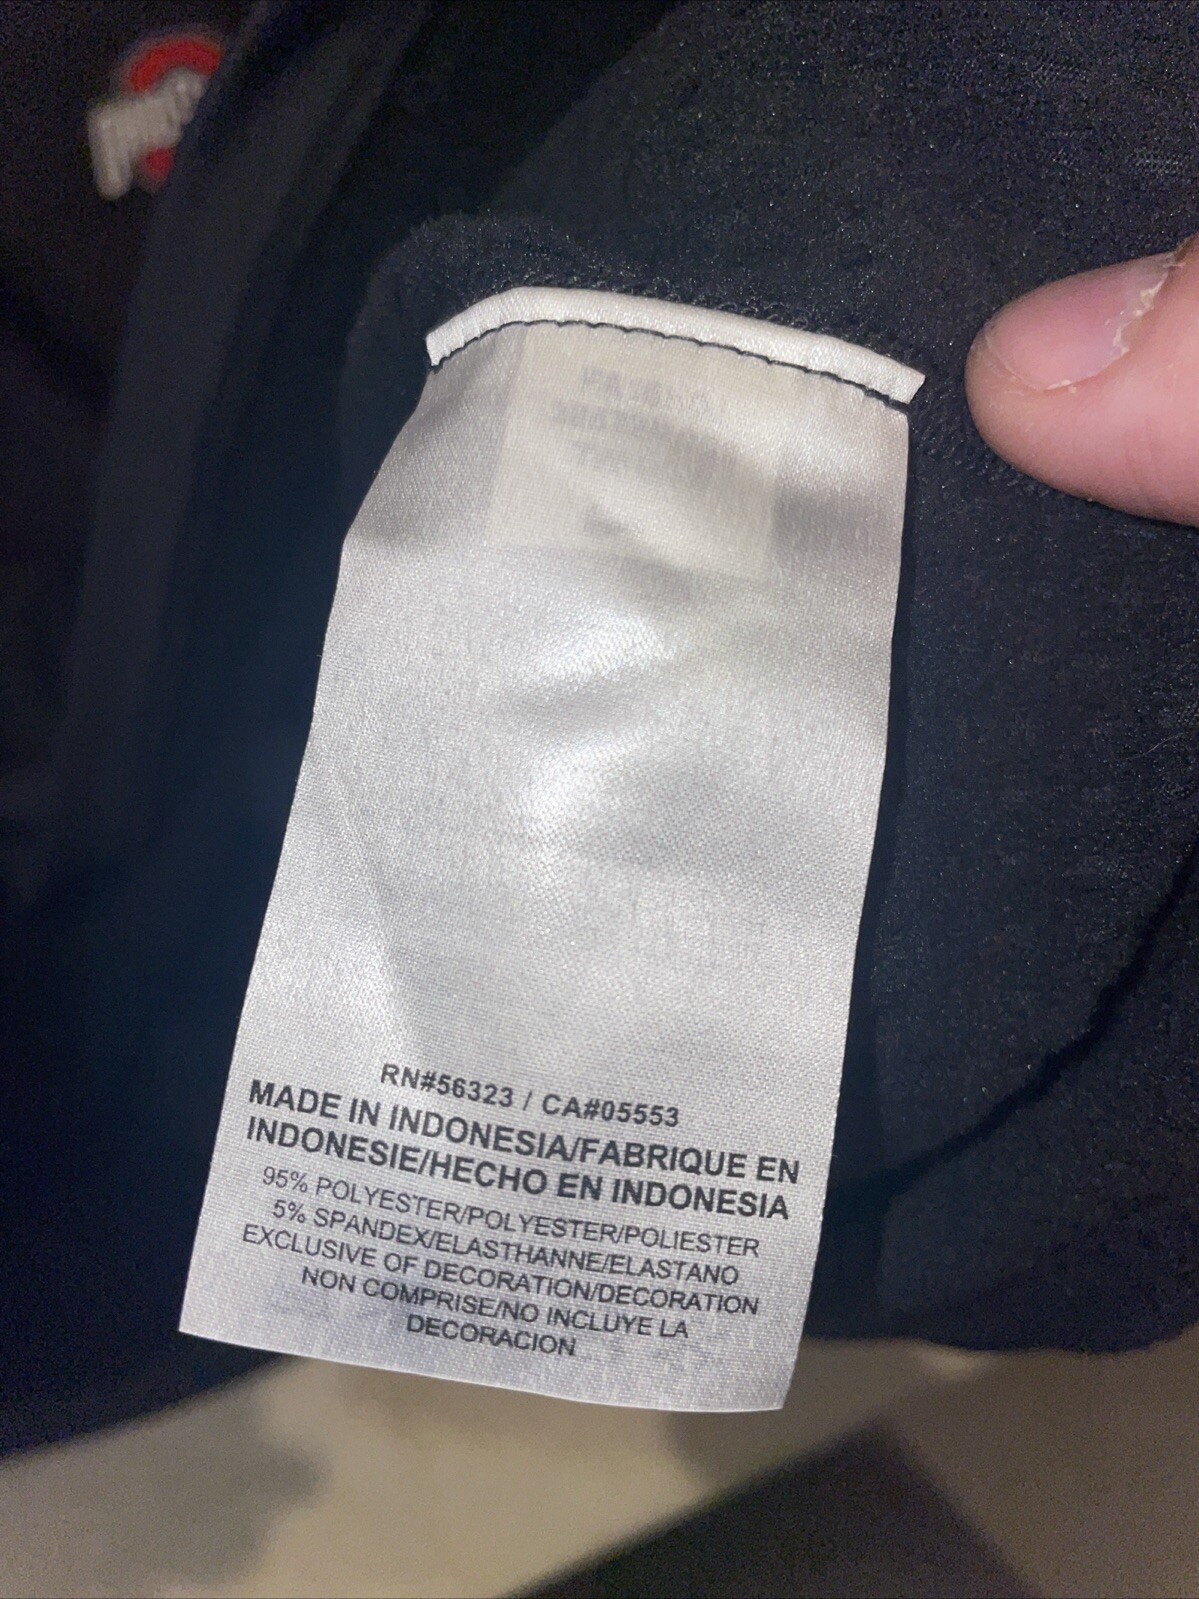 RN#56323 / CA#05553
MADE IN INDONESIA/FABRIQUE EN
INDONESIE/HECHO EN INDONESIA
95% POLYESTER/POLYESTER/POLIESTER
5% SPANDEX/ELASTHANNE/ELASTANO
EXCLUSIVE OF DECORATION/DECORATION
NON COMPRISE/NO INCLUYE LA
DECORACION